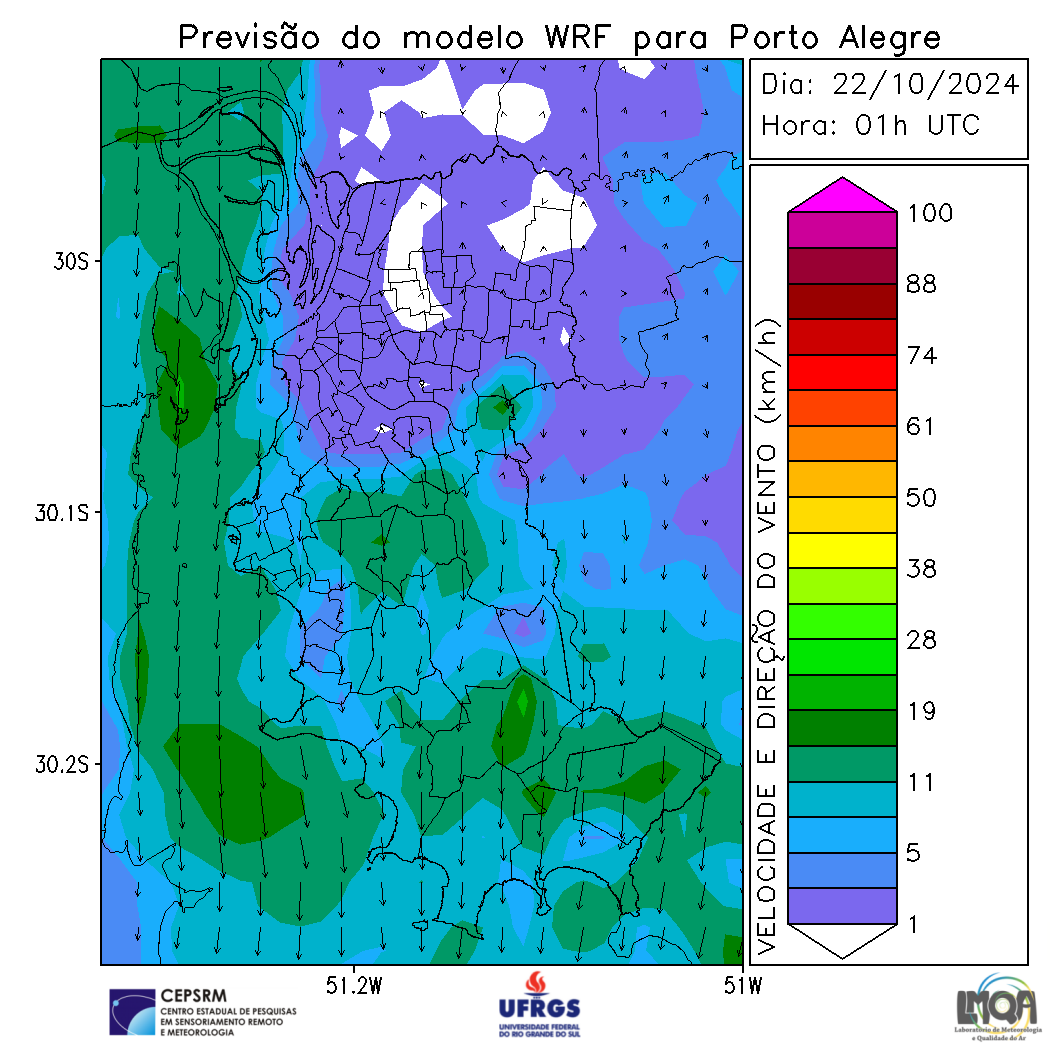 Previsão do modelo WRF para Porto Alegre
Dia: 22/10/2024
Hora: 01h UTC
30S
30.1S
30.2S
51.2W
51W
VELOCIDADE E DIREÇÃO DO VENTO (km/h)
100
88
74
61
50
38
28
19
11
5
1
CEPSRM
CENTRO ESTADUAL DE PESQUISAS
EM SENSORIAMENTO REMOTO
E METEOROLOGIA
UFRGS
UNIVERSIDADE FEDERAL
DO RIO GRANDE DO SUL
LMQA
Laboratório de Meteorologia
e Qualidade do Ar